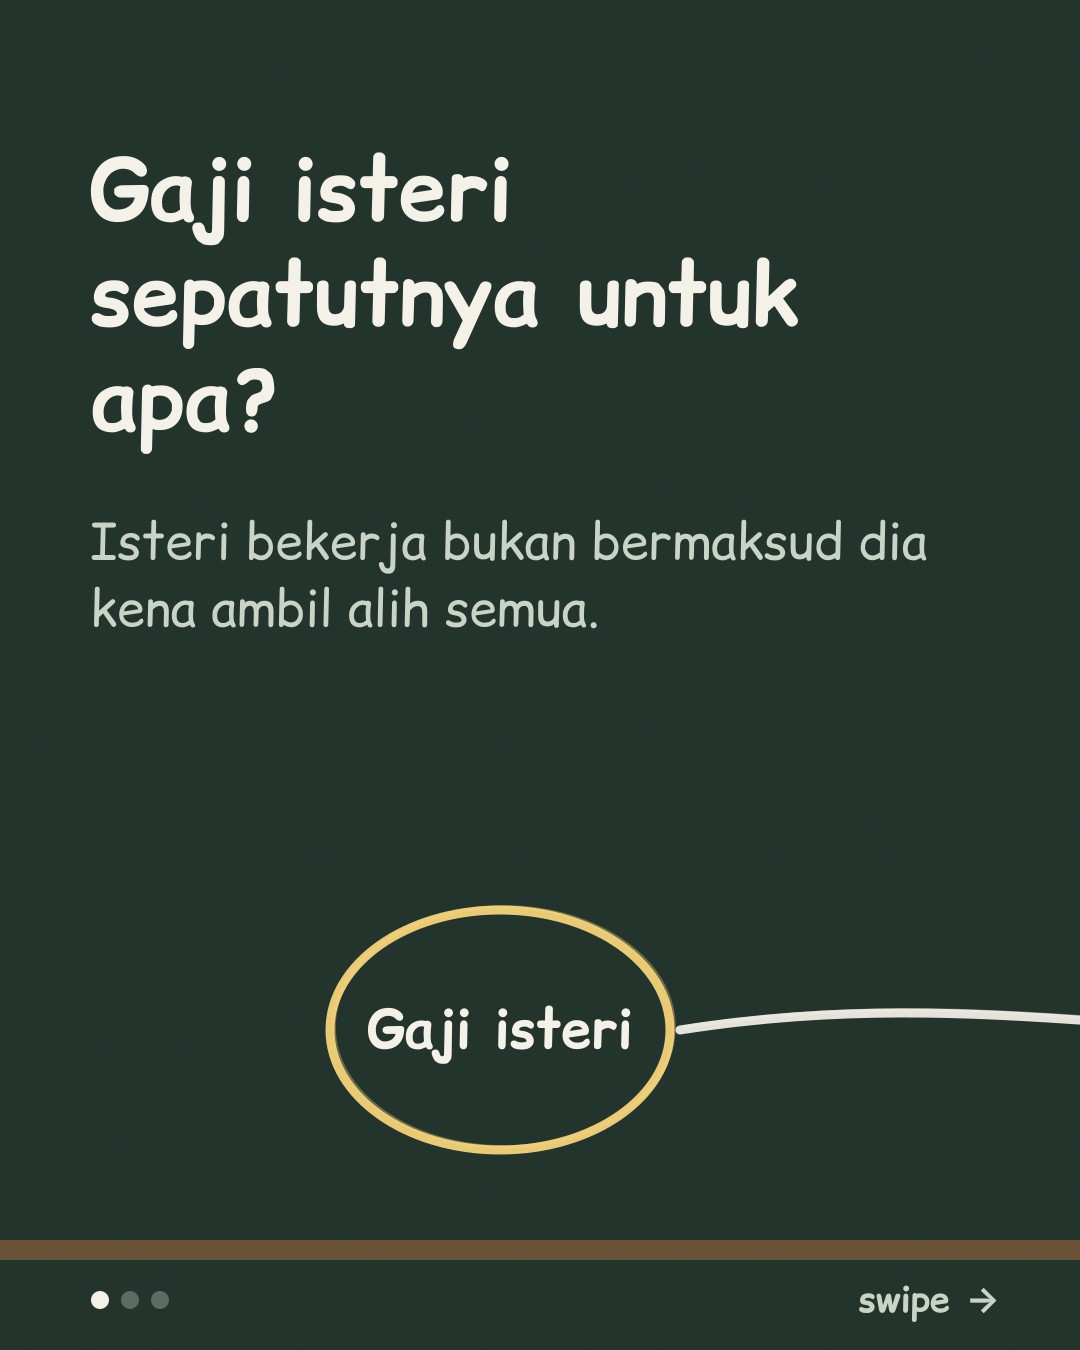 Gaji isteri
sepatutnya untuk
apa?
Isteri bekerja bukan bermaksud dia
kena ambil alih semua.
Gaji isteri
swipe →